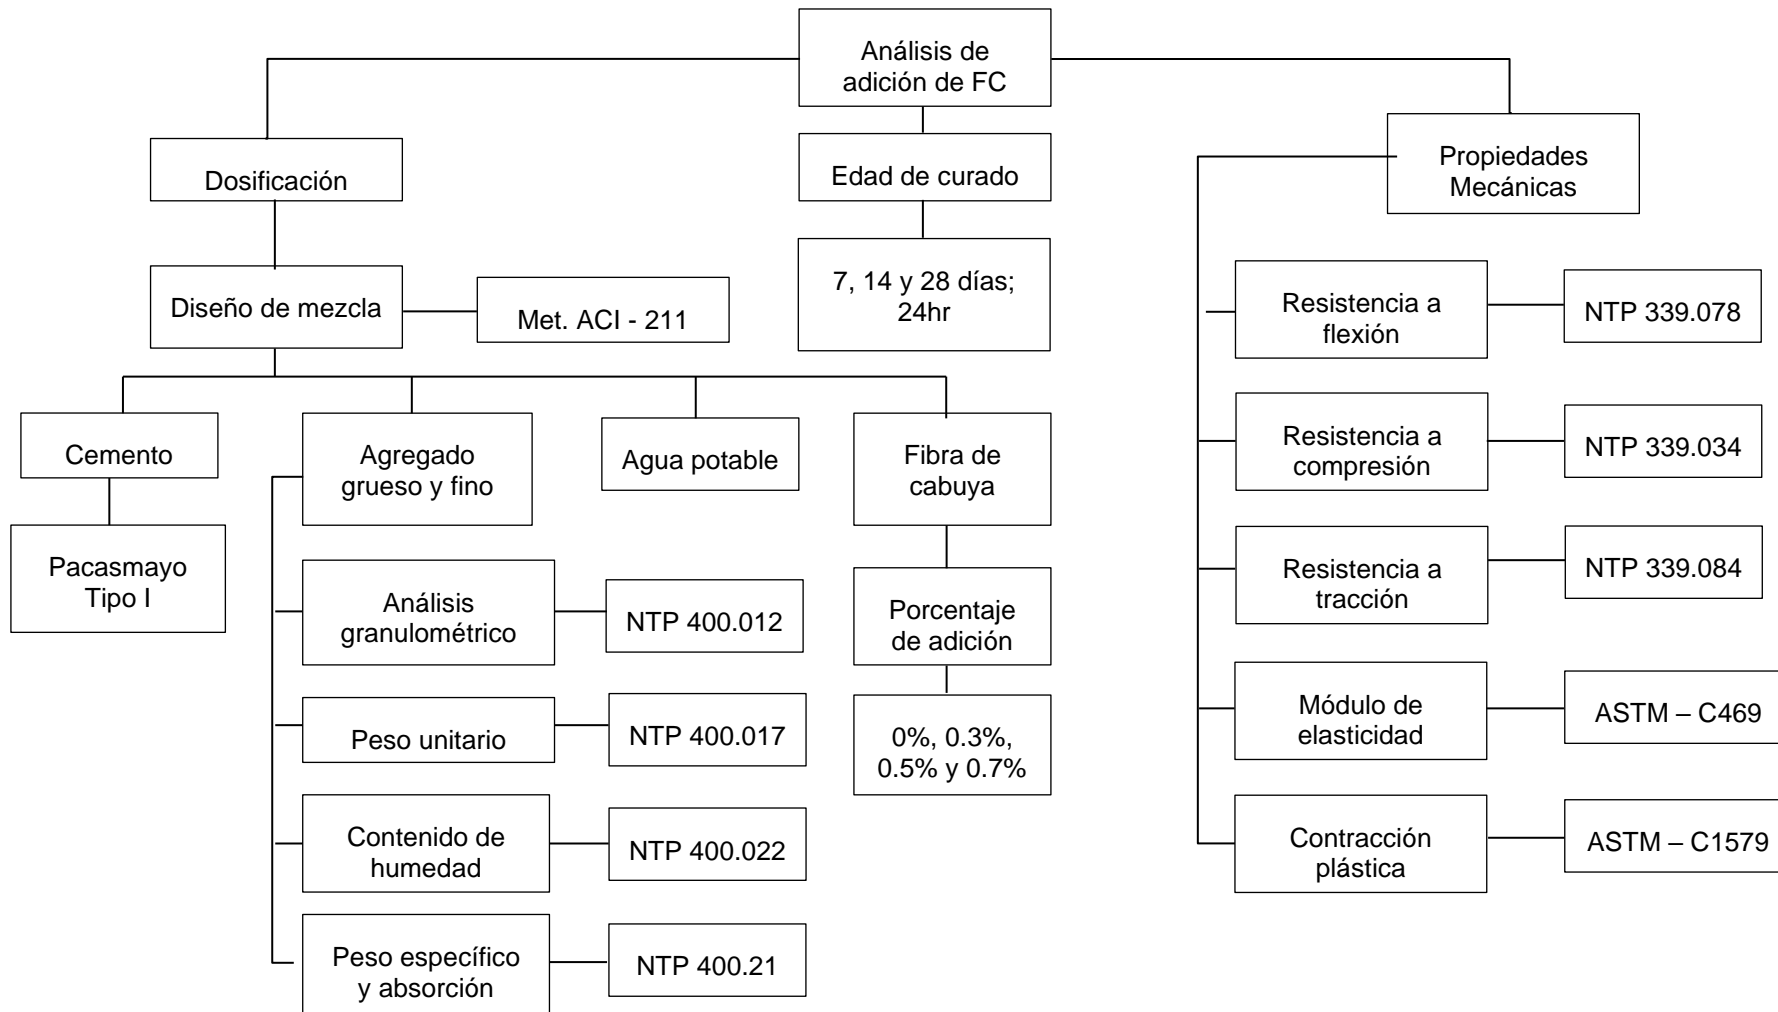 Análisis de
adición de FC
Dosificación
Edad de curado
Propiedades
Mecánicas
Diseño de mezcla
Met. ACI - 211
7, 14 y 28 días;
24hr
Cemento
Pacasmayo
Tipo I
Agregado
grueso y fino
Agua potable
Fibra de
cabuya
Análisis
granulométrico
NTP 400.012
Peso unitario
NTP 400.017
Contenido de
humedad
NTP 400.022
Peso específico
y absorción
NTP 400.21
Porcentaje
de adición
0%, 0.3%,
0.5% y 0.7%
Resistencia a
flexión
NTP 339.078
Resistencia a
compresión
NTP 339.034
Resistencia a
tracción
NTP 339.084
Módulo de
elasticidad
ASTM – C469
Contracción
plástica
ASTM – C1579